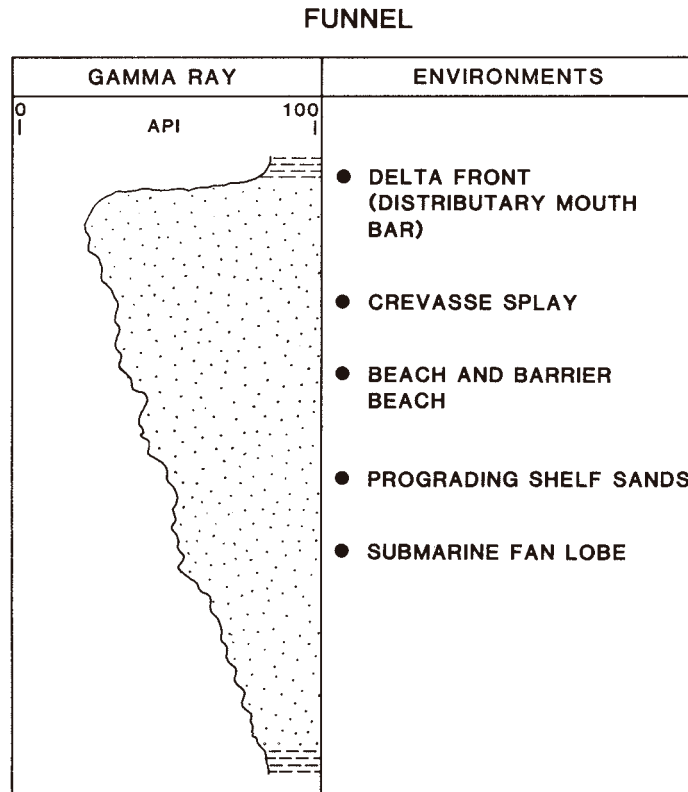 FUNNEL
GAMMA RAY
ENVIRONMENTS
0 100
API
● DELTA FRONT
(DISTRIBUTARY MOUTH
BAR)
● CREVASSE SPLAY
● BEACH AND BARRIER
BEACH
● PROGRADING SHELF SANDS
● SUBMARINE FAN LOBE